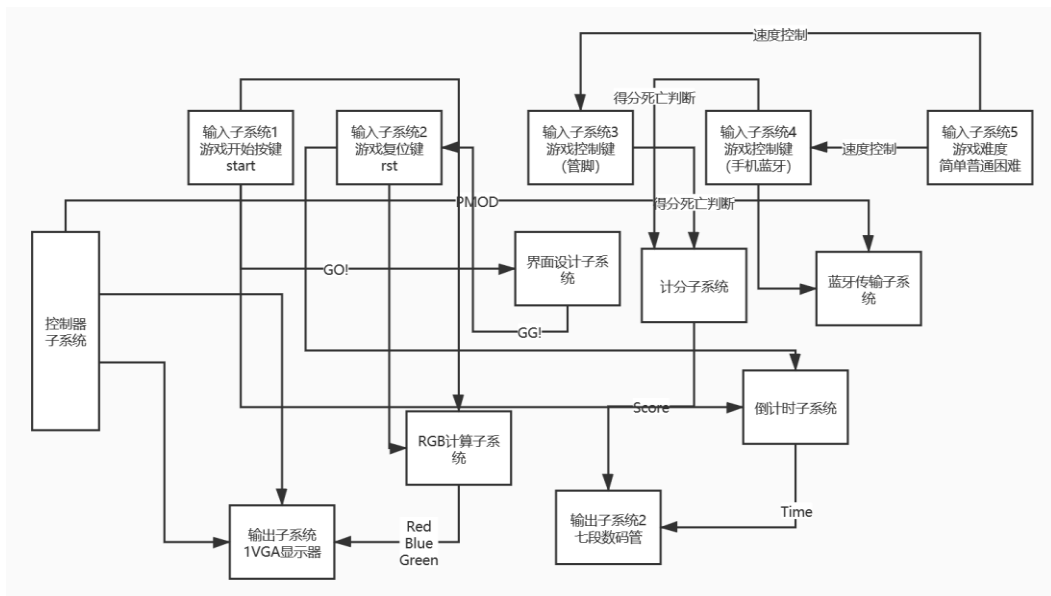 速度控制
得分死亡判断
输入子系统1
游戏开始按键
start
输入子系统2
游戏复位键
rst
输入子系统3
游戏控制键
(管脚)
输入子系统4
游戏控制键
(手机蓝牙)
速度控制
输入子系统5
游戏难度
简单普通困难
PMOD
得分死亡判断
控制器
子系统
GO!
界面设计子系
统
计分子系统
蓝牙传输子系
统
GG!
Score
倒计时子系统
RGB计算子系
统
输出子系统
1VGA显示器
Red
Blue
Green
输出子系统2
七段数码管
Time